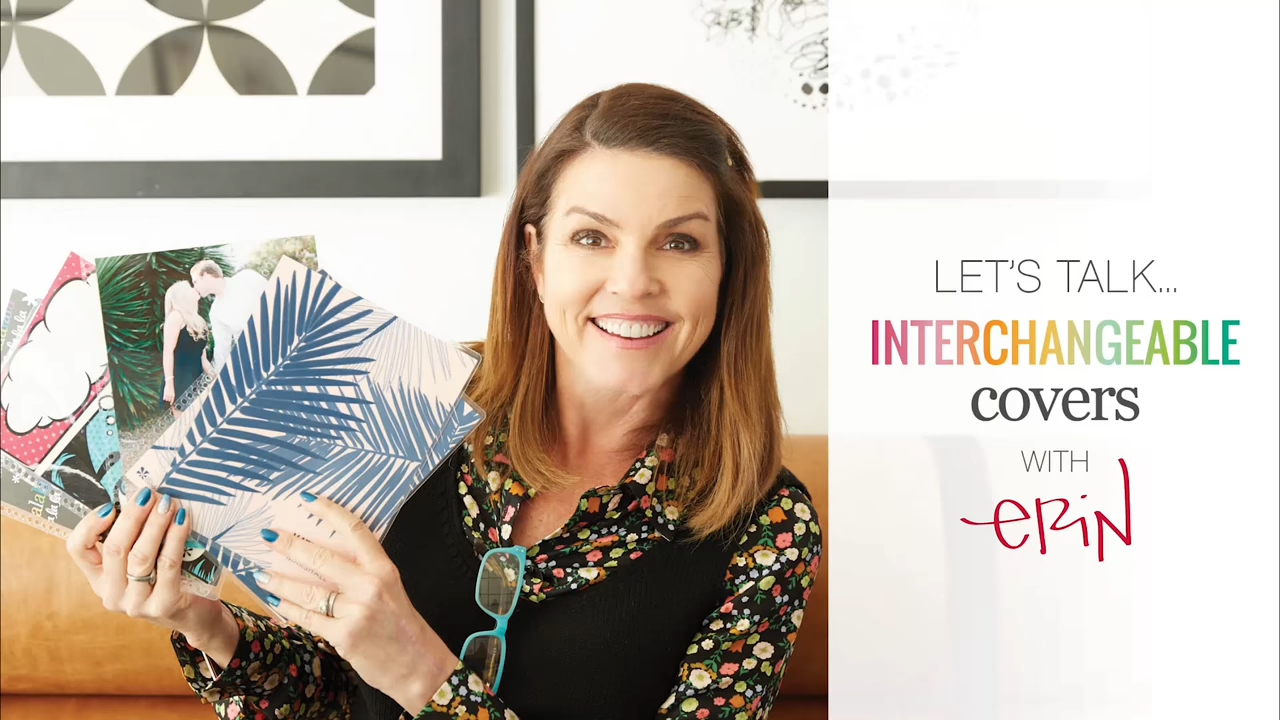 LET'S TALK...
INTERCHANGEABLE
covers
WITH
ERIN